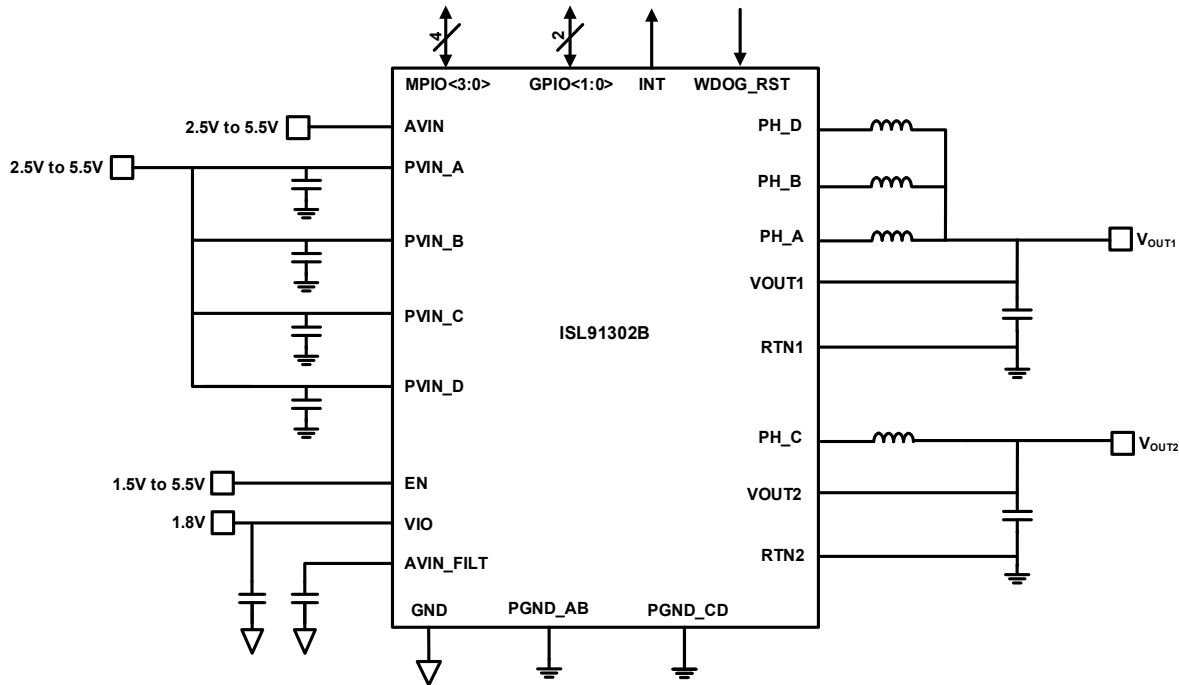 4
2
MPIO<3:0>
GPIO<1:0>
INT
WDOG_RST
2.5V to 5.5V
AVIN
2.5V to 5.5V
PVIN_A
PVIN_B
PVIN_C
PVIN_D
1.5V to 5.5V
EN
1.8V
VIO
AVIN_FILT
GND
PGND_AB
PGND_CD
ISL91302B
PH_D
PH_B
PH_A
VOUT1
VOUT1
RTN1
PH_C
VOUT2
VOUT2
RTN2